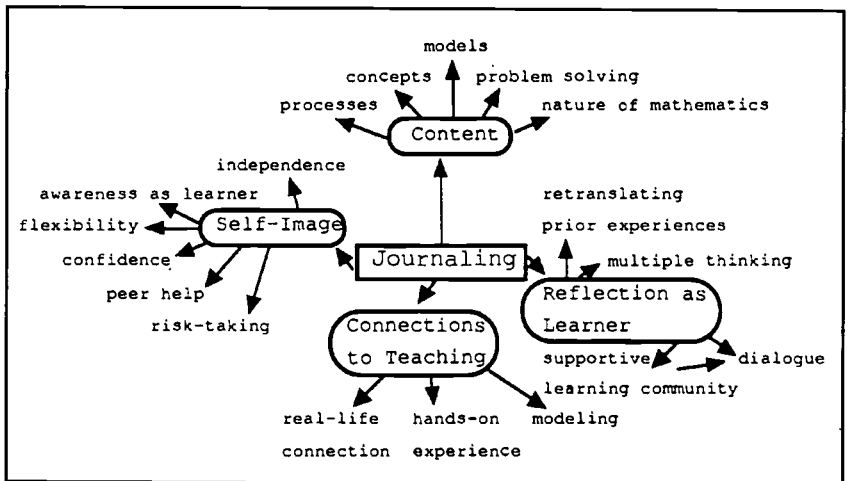 models
concepts
problem solving
processes
nature of mathematics
Content
independence
awareness as learner
flexibility
Self-Image
confidence
peer help
risk-taking
Journaling
retranslating
prior experiences
multiple thinking
Reflection as
Learner
supportive
learning community
dialogue
Connections
to Teaching
real-life
connection
hands-on
experience
modeling